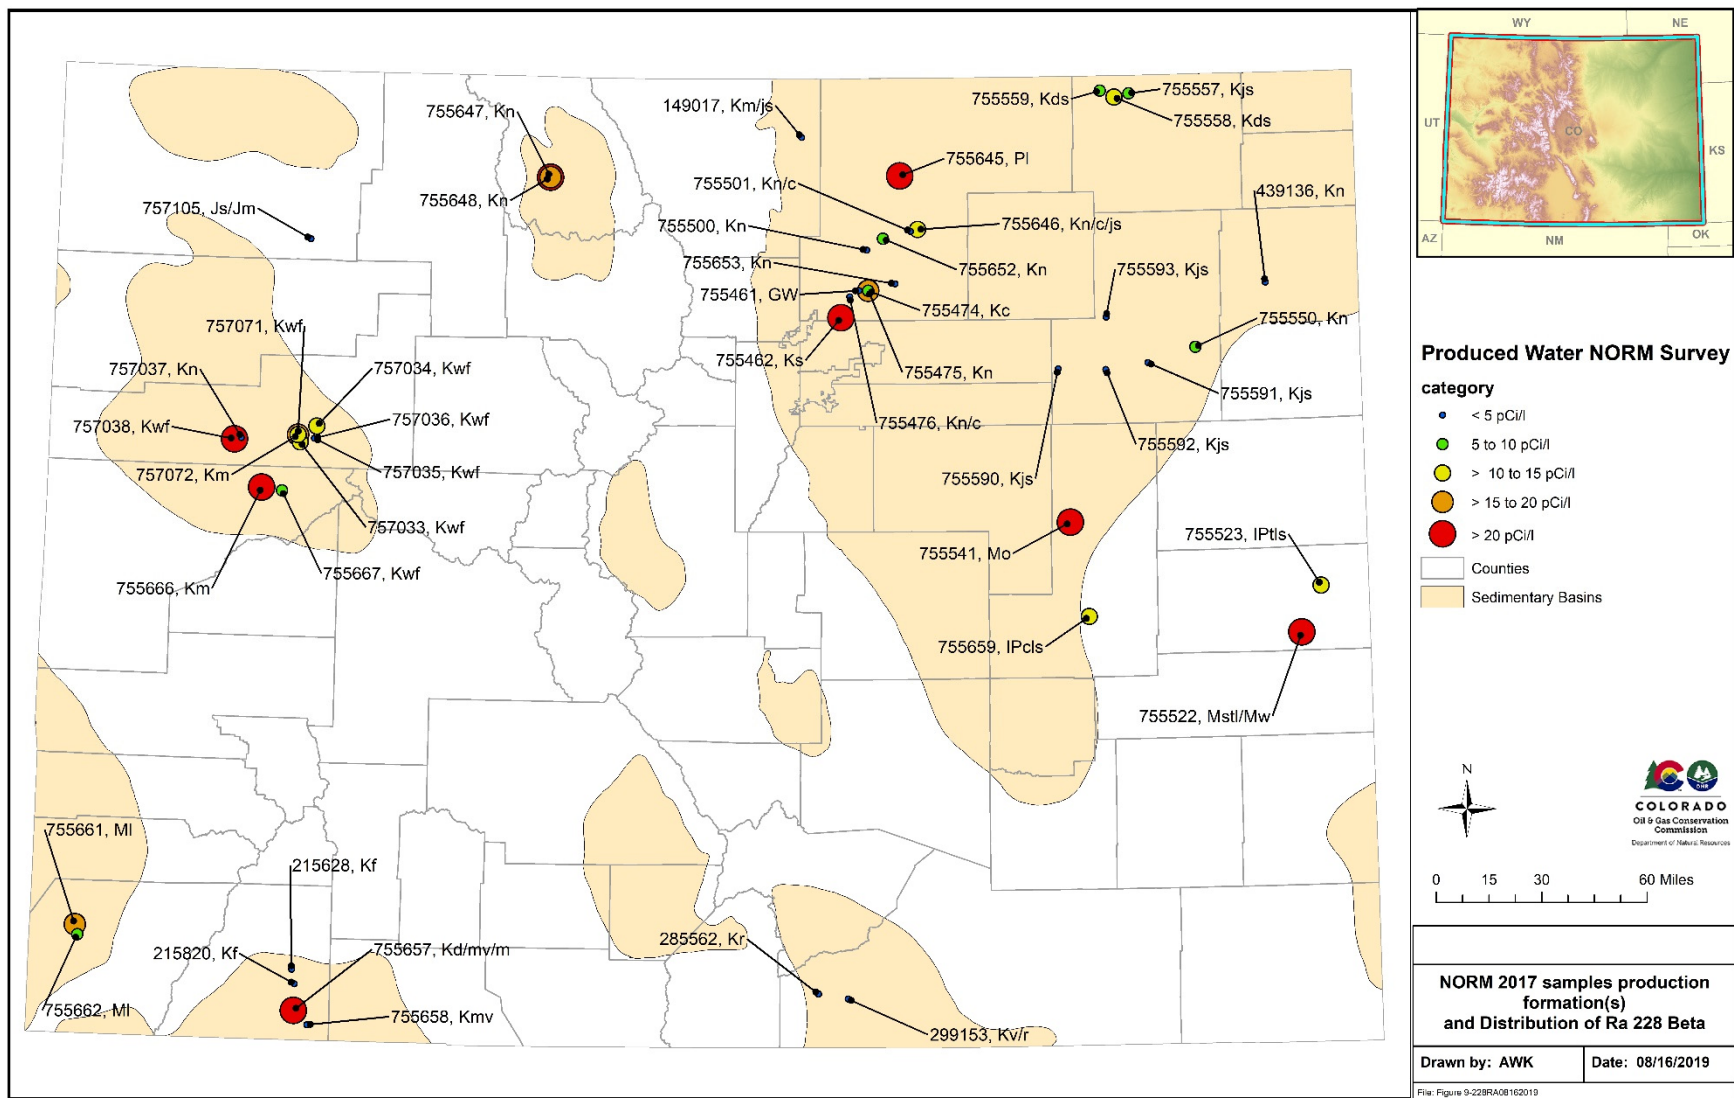 755647, Kn
149017, Km/js
755559, Kds
755557, Kjs
755558, Kds
755645, Pl
755648, Kn
755501, Kn/c
439136, Kn
757105, Js/Jm
755500, Kn
755646, Kn/c/js
755653, Kn
755652, Kn
755593, Kjs
755461, GW
755474, Kc
755550, Kn
757071, Kwf
755462, Ks
757037, Kn
757034, Kwf
755475, Kn
755591, Kjs
757038, Kwf
757036, Kwf
755476, Kn/c
755592, Kjs
757072, Km
757035, Kwf
755590, Kjs
757033, Kwf
755523, IPtls
755541, Mo
755667, Kwf
755666, Km
755659, IPcls
755522, Mstl/Mw
755661, Ml
215628, Kf
285562, Kr
755657, Kd/mv/m
215820, Kf
755662, Ml
755658, Kmv
299153, Kv/r
WY
NE
UT
CO
KS
AZ
NM
OK
Produced Water NORM Survey
category
< 5 pCi/l
5 to 10 pCi/l
> 10 to 15 pCi/l
> 15 to 20 pCi/l
> 20 pCi/l
Counties
Sedimentary Basins
N
DNR
COLORADO
Oil & Gas Conservation
Commission
Department of Natural Resources
0 15 30 60 Miles
NORM 2017 samples production
formation(s)
and Distribution of Ra 228 Beta
Drawn by: AWK
Date: 08/16/2019
File: Figure 9-228RA08162019